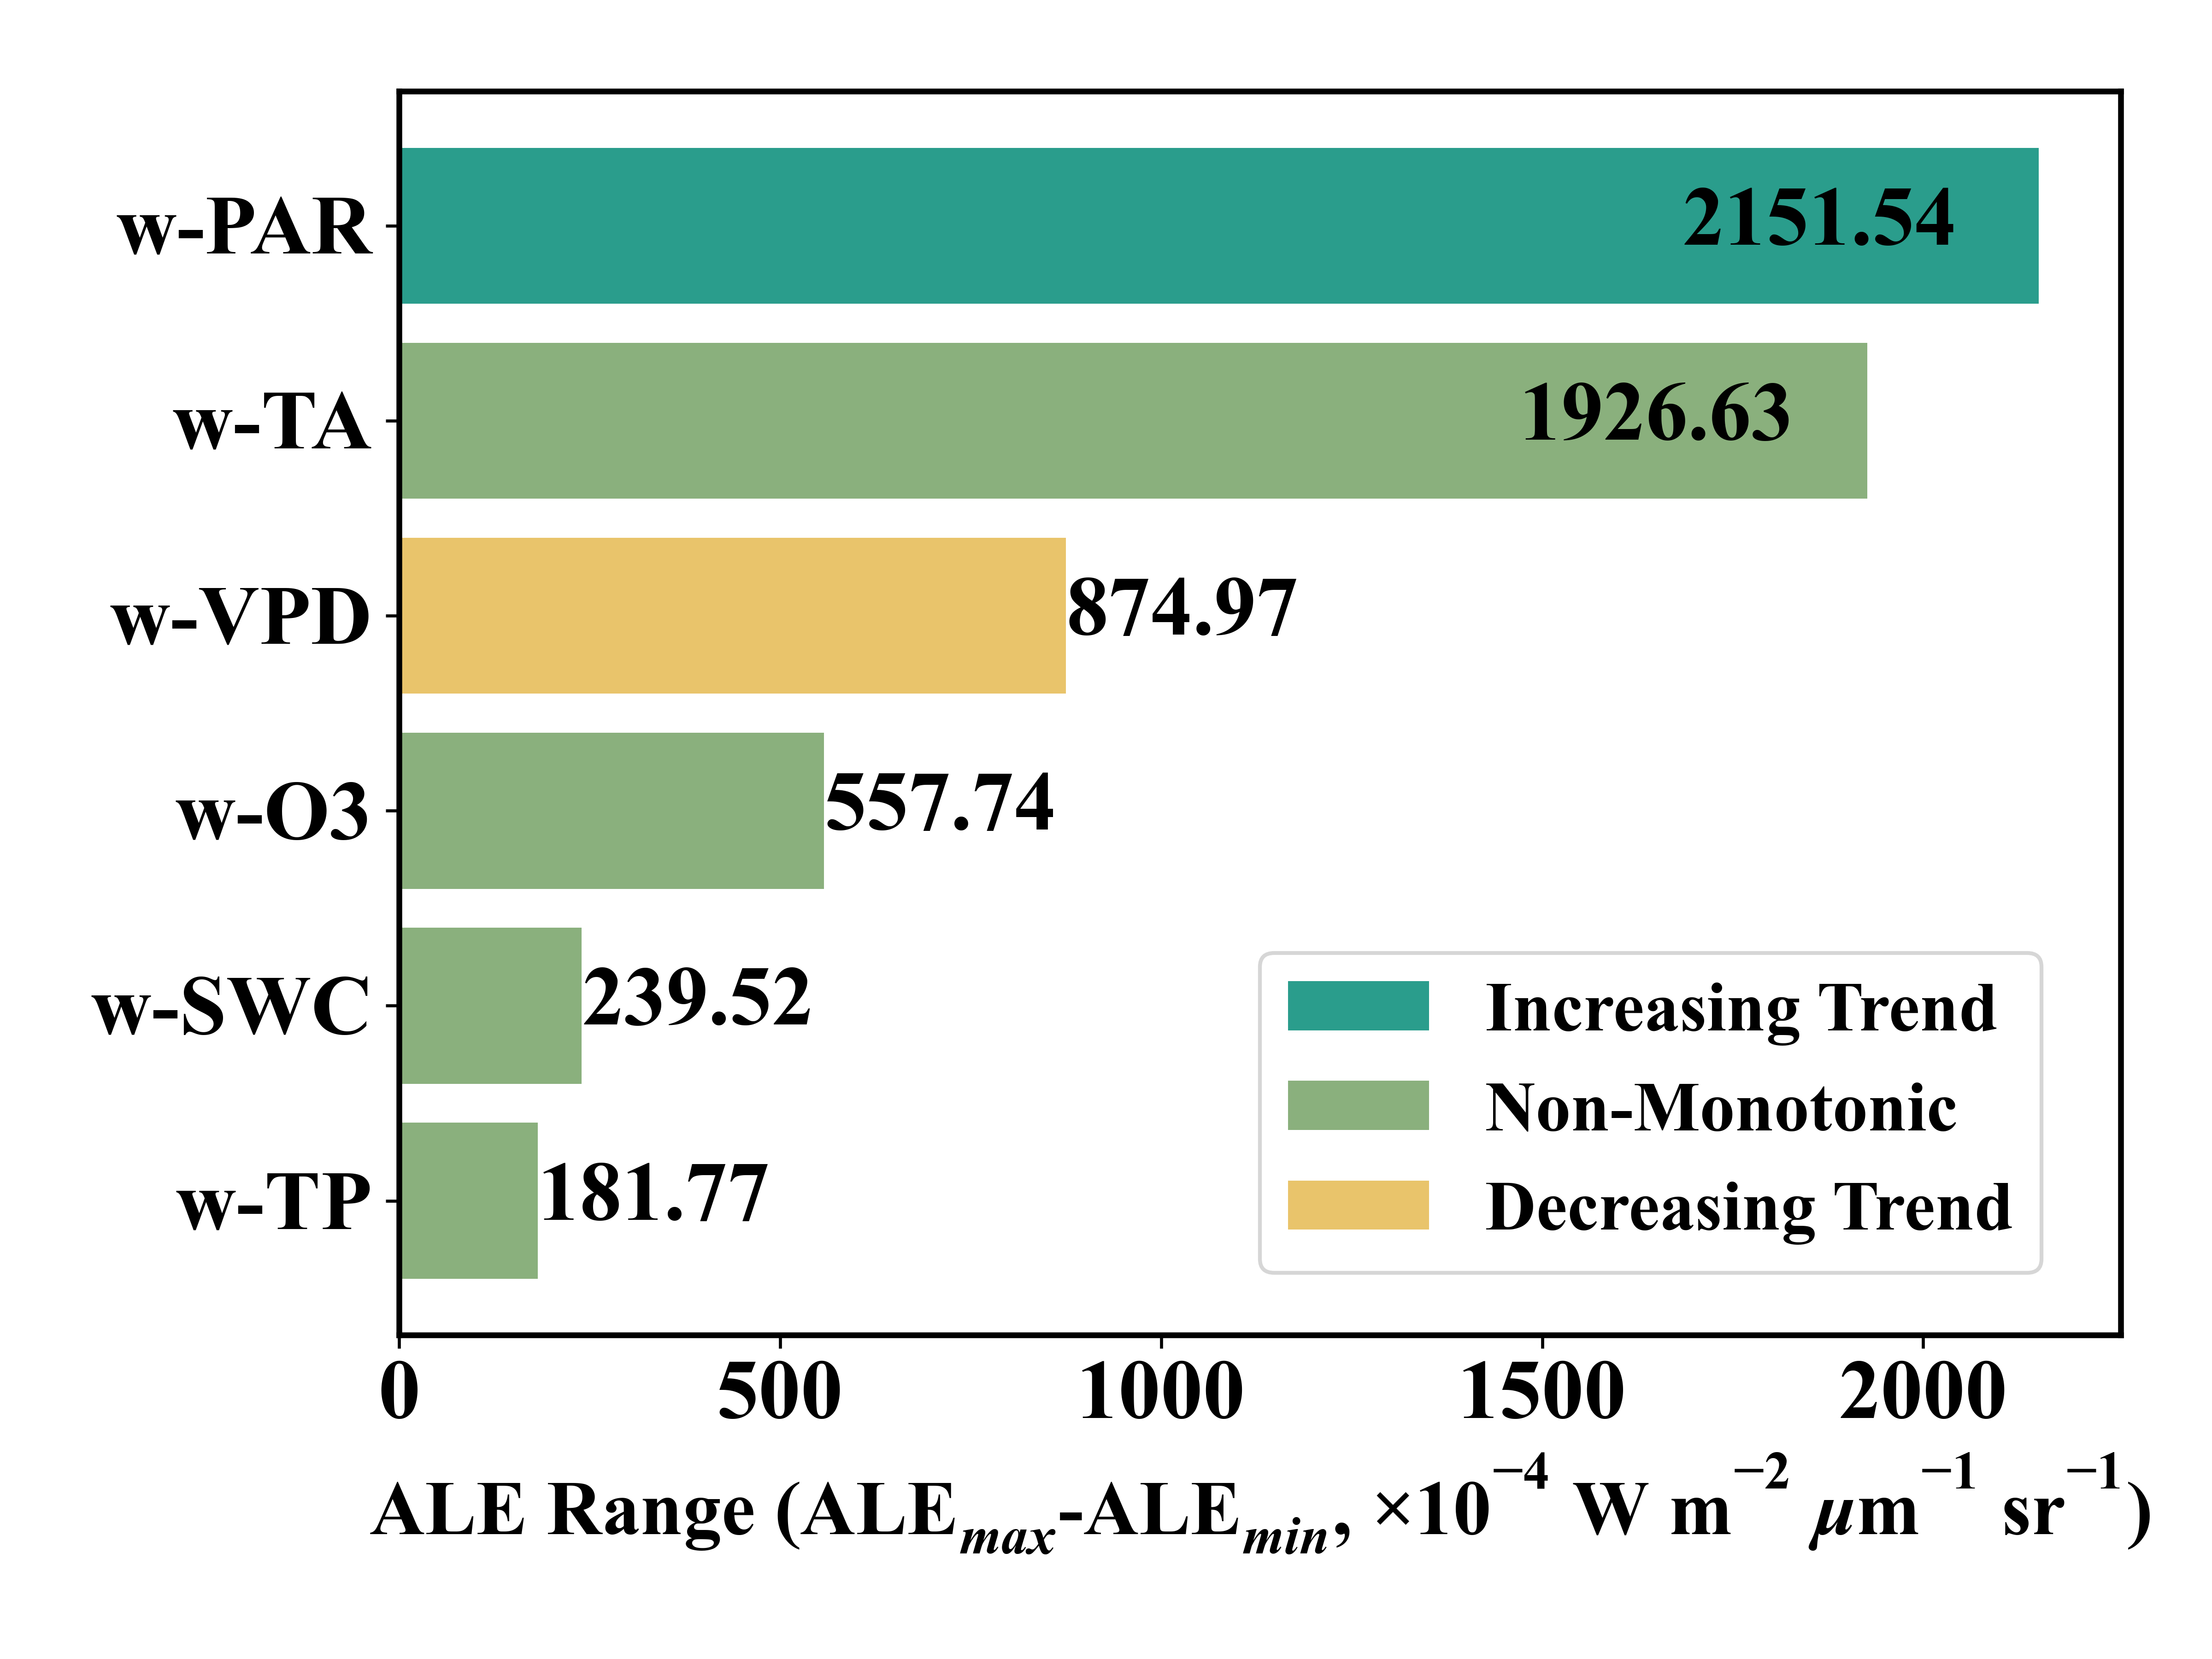 w-PAR 2151.54
w-TA 1926.63
w-VPD 874.97
w-O3 557.74
w-SWC 239.52
w-TP 181.77
Increasing Trend
Non-Monotonic
Decreasing Trend
0 500 1000 1500 2000
ALE Range (ALE_max-ALE_min, ×10⁻⁴ W m⁻² μm⁻¹ sr⁻¹)